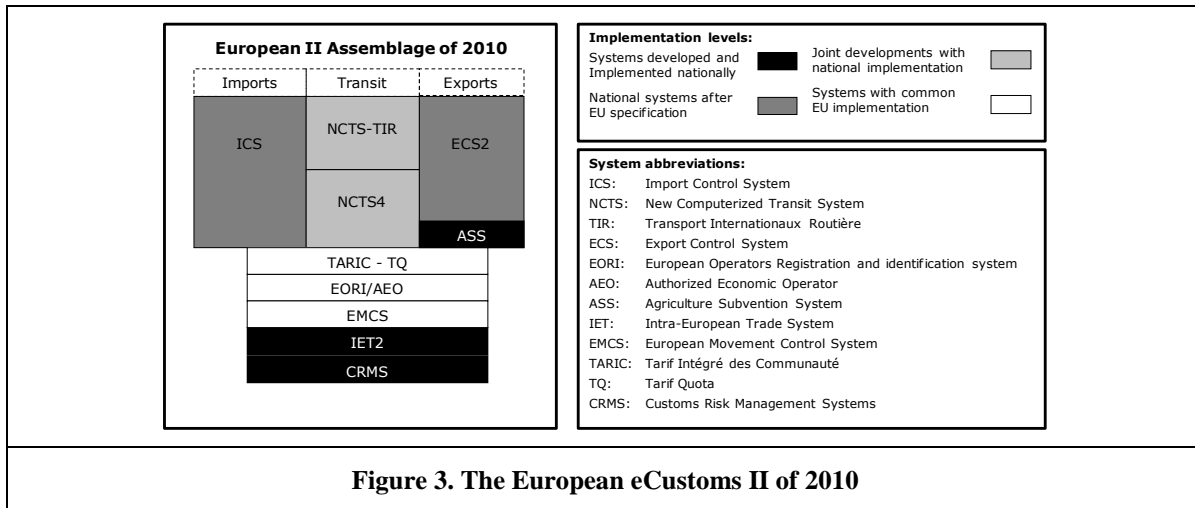 European II Assemblage of 2010
Imports Transit Exports
ICS
NCTS-TIR
ECS2
NCTS4
ASS
TARIC - TQ
EORI/AEO
EMCS
IET2
CRMS
Implementation levels:
Systems developed and
Implemented nationally
Joint developments with
national implementation
National systems after
EU specification
Systems with common
EU implementation
System abbreviations:
ICS: Import Control System
NCTS: New Computerized Transit System
TIR: Transport Internationaux Routière
ECS: Export Control System
EORI: European Operators Registration and identification system
AEO: Authorized Economic Operator
ASS: Agriculture Subvention System
IET: Intra-European Trade System
EMCS: European Movement Control System
TARIC: Tarif Intégré des Communauté
TQ: Tarif Quota
CRMS: Customs Risk Management Systems
Figure 3. The European eCustoms II of 2010